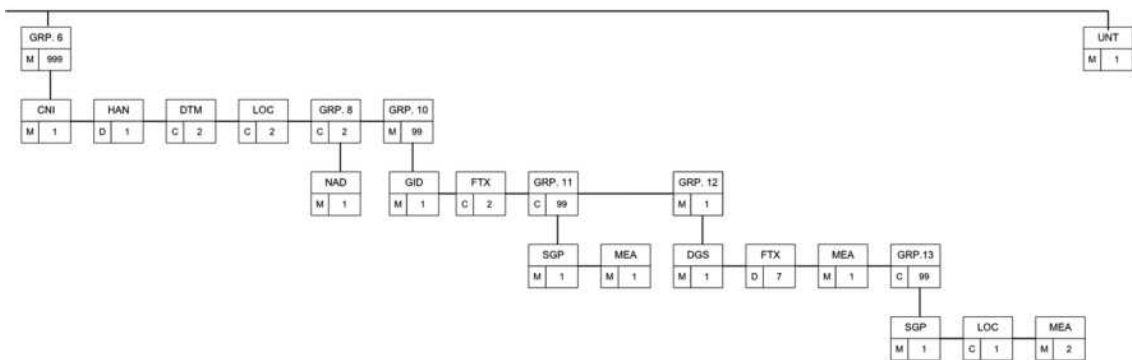 GRP. 6 UNT
M 999 M 1
CNI HAN DTM LOC GRP. 8 GRP. 10
M 1 D 1 C 2 C 2 C 2 M 99
NAD GID FTX GRP. 11 GRP. 12
M 1 M 1 C 2 C 99 M 1
SGP MEA DGS FTX MEA GRP.13
M 1 M 1 M 1 D 7 M 1 C 99
SGP LOC MEA
M 1 C 1 M 2